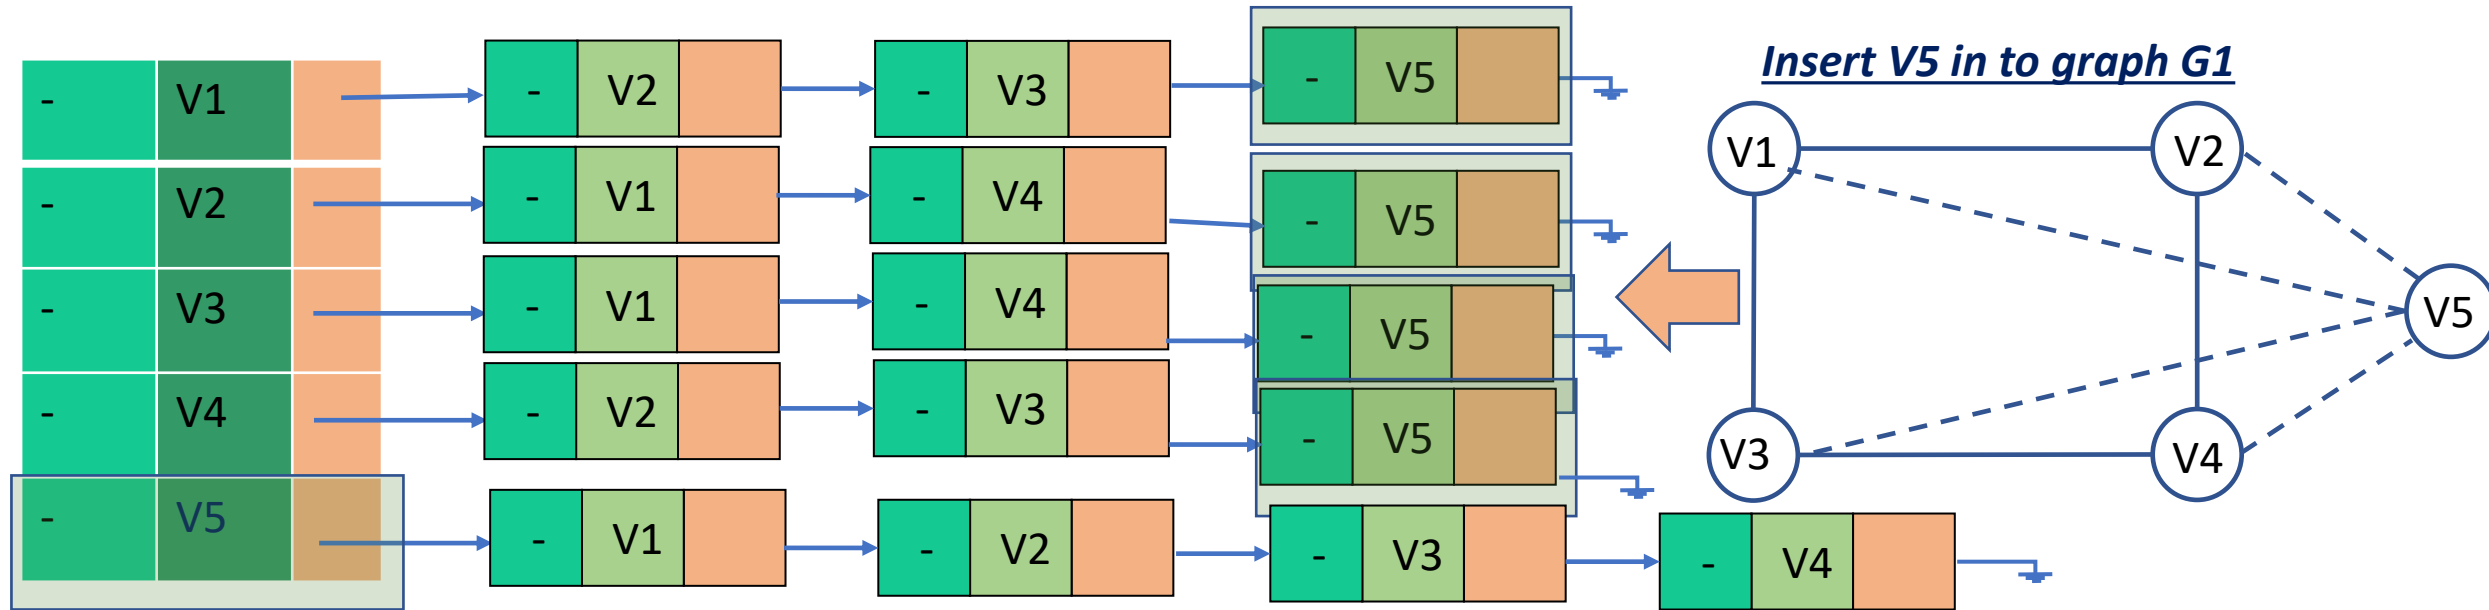 Insert V5 in to graph G1
- V1 - V2 - V3 - V5
- V2 - V1 - V4 - V5
- V3 - V1 - V4 - V5
- V4 - V2 - V3 - V5
- V5 - V1 - V2 - V3 - V4
V1 V2
V5
V3 V4